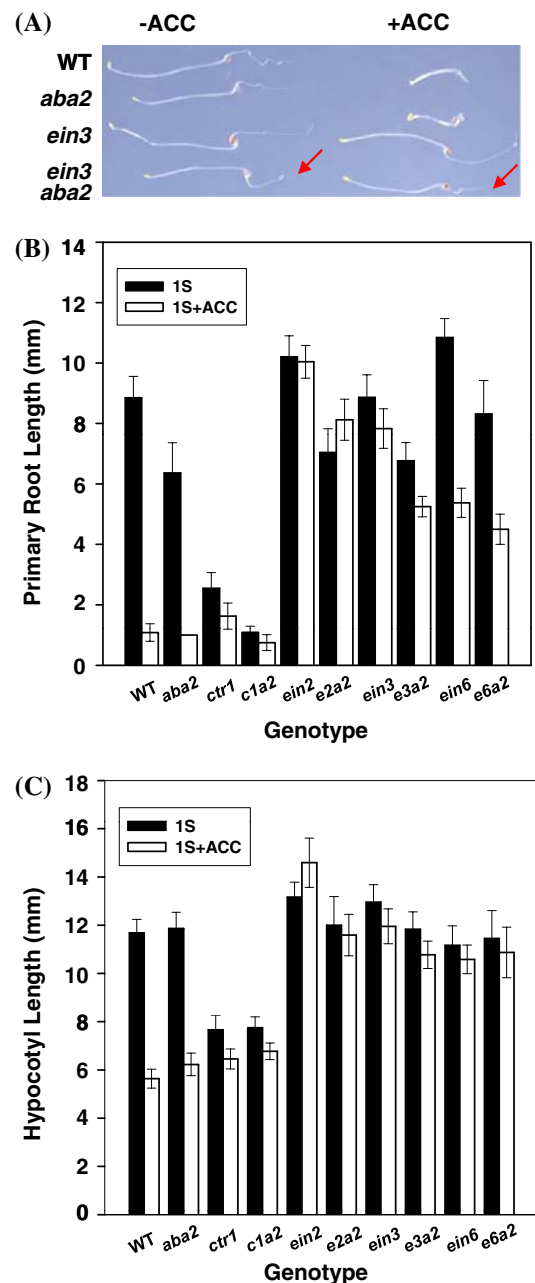 (A)
-ACC +ACC
WT
aba2
ein3
ein3
aba2
(B)
14
12
10
8
6
4
2
0
Primary Root Length (mm)
1S
1S+ACC
WT aba2 ctr1 c1a2 ein2 e2a2 ein3 e3a2 ein6 e6a2
Genotype
(C)
18
16
14
12
10
8
6
4
2
0
Hypocotyl Length (mm)
1S
1S+ACC
WT aba2 ctr1 c1a2 ein2 e2a2 ein3 e3a2 ein6 e6a2
Genotype